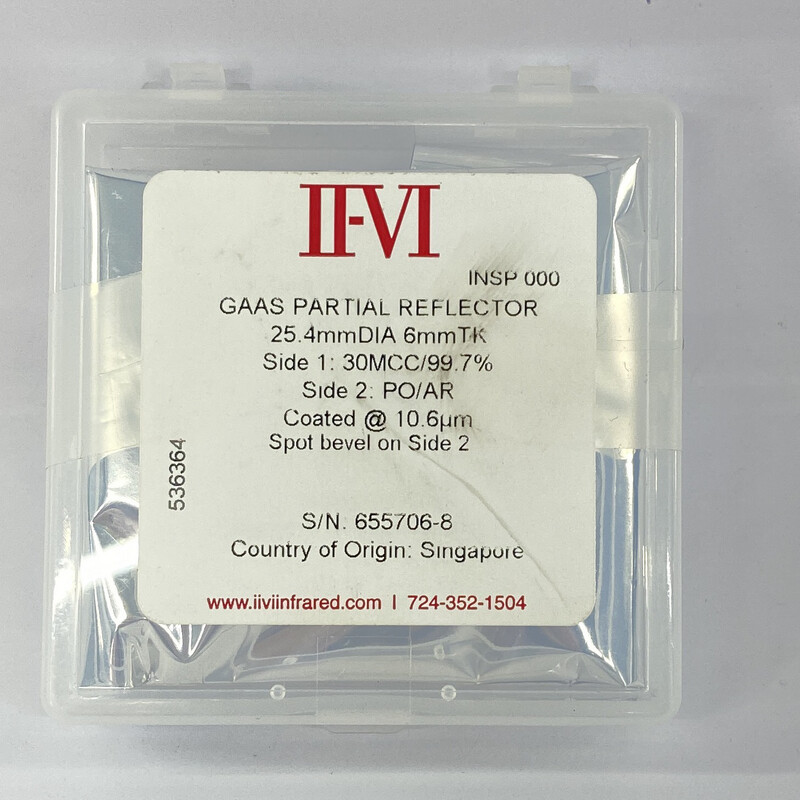 II-VI
INSP 000
GAAS PARTIAL REFLECTOR
25.4mmDIA 6mmTK
Side 1: 30MCC/99.7%
Side 2: PO/AR
Coated @ 10.6µm
Spot bevel on Side 2
536364
S/N. 655706-8
Country of Origin: Singapore
www.iiviinfrared.com | 724-352-1504